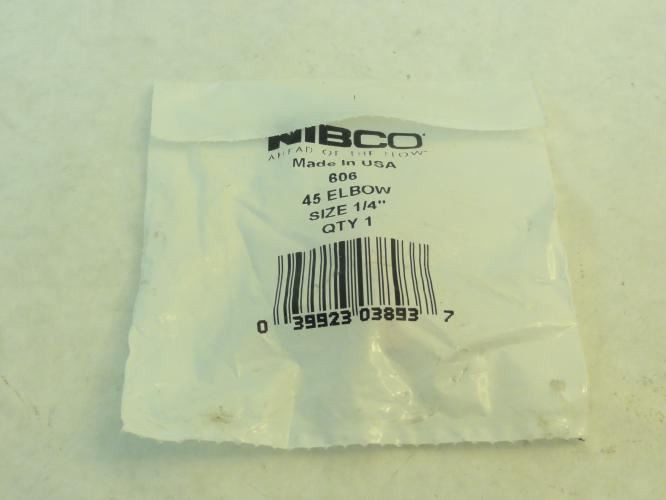 NIBCO
AHEAD OF THE FLOW
Made In USA
606
45 ELBOW
SIZE 1/4"
QTY 1
0 39923 03893 7